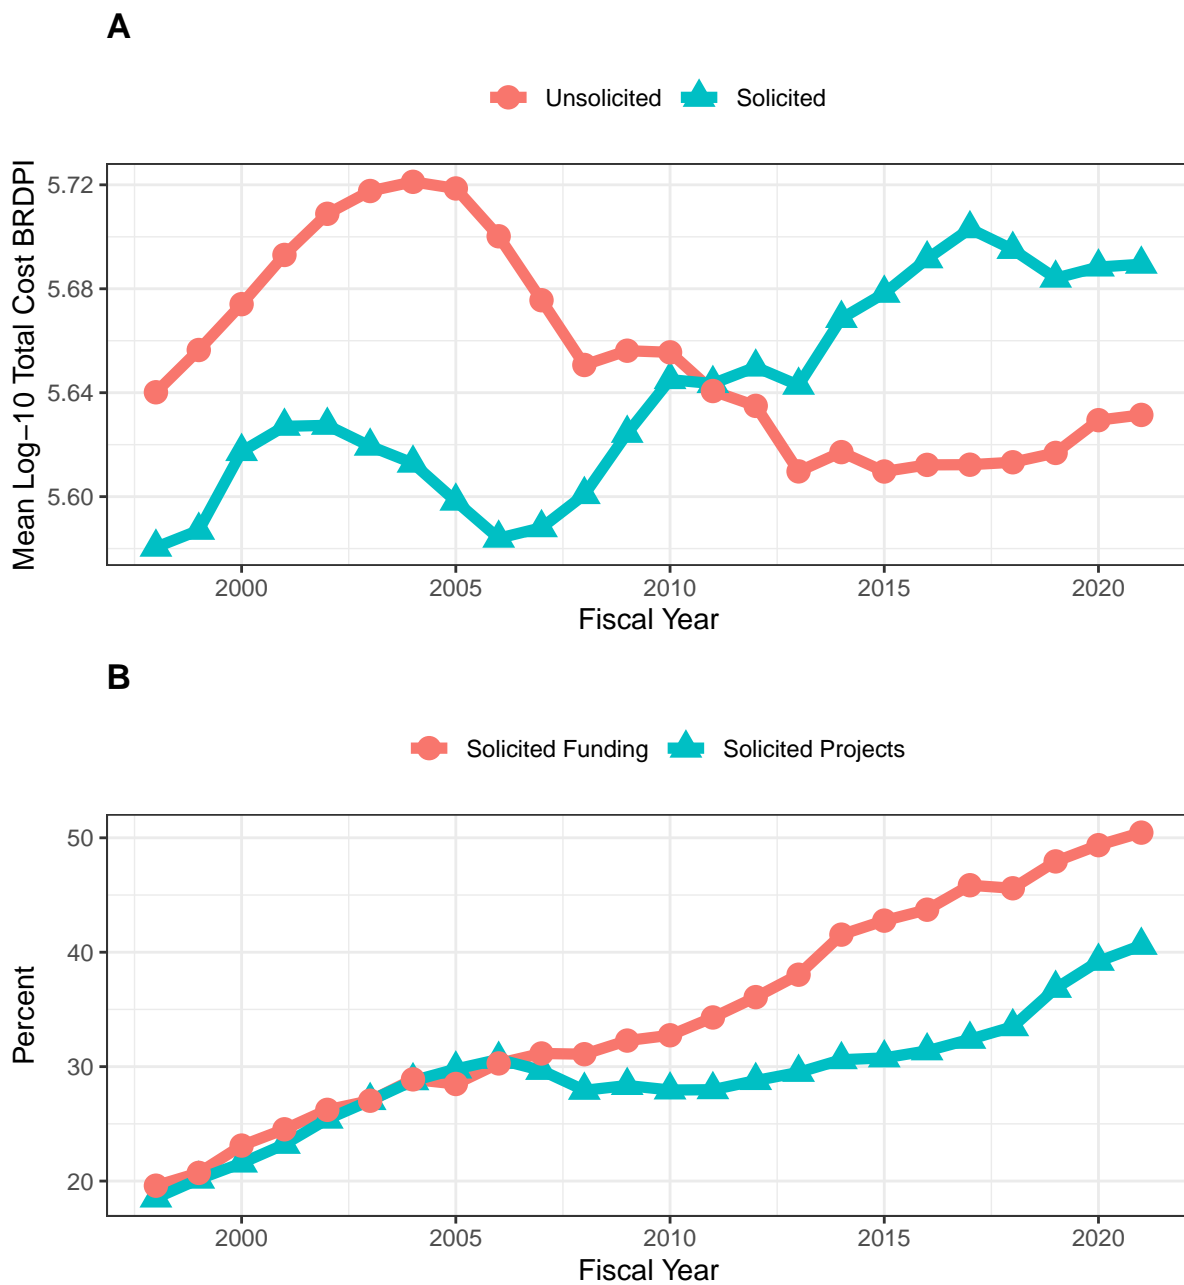 A
Unsolicited Solicited
Mean Log−10 Total Cost BRDPI
5.72
5.68
5.64
5.60
2000 2005 2010 2015 2020
Fiscal Year
B
Solicited Funding Solicited Projects
Percent
50
40
30
20
2000 2005 2010 2015 2020
Fiscal Year